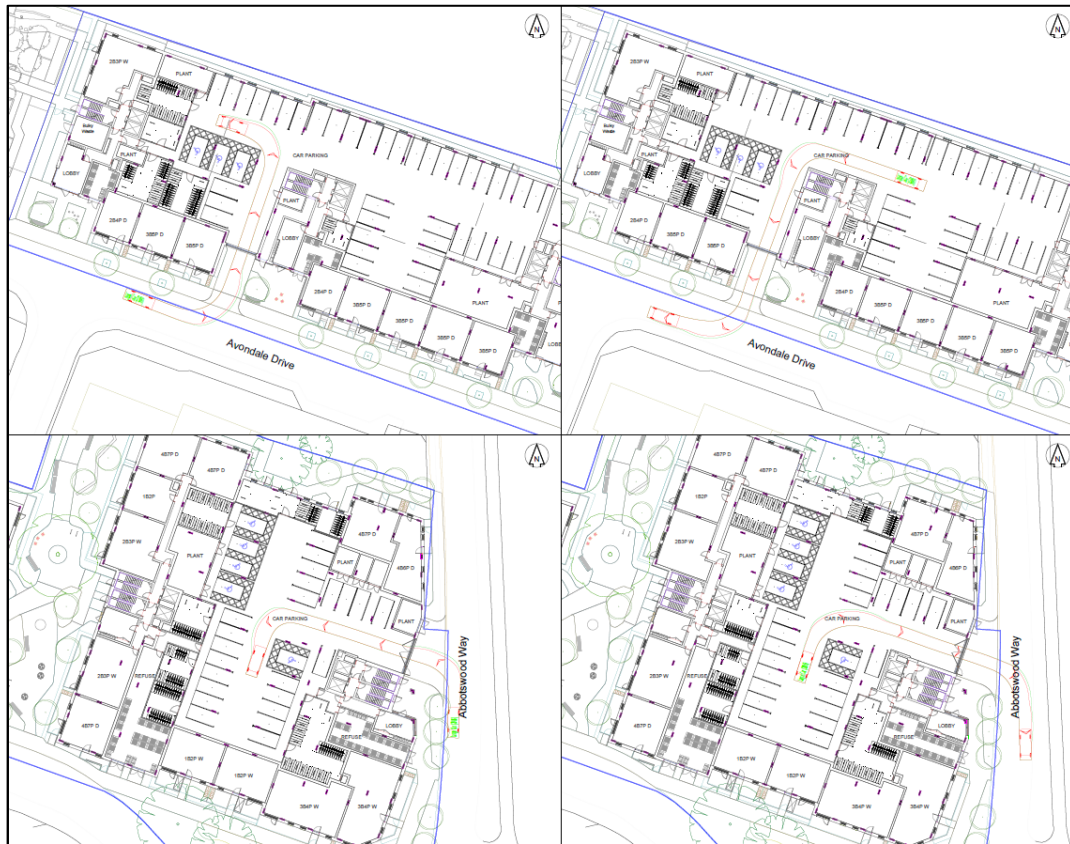 N
2B3P W
PLANT
Bulky
Waste
CAR PARKING
PLANT
LOBBY
PLANT
2B4P D
3B5P D
3B5P D
LOBBY
2B4P D
3B5P D
3B5P D
3B5P D
3B5P D
PLANT
Avondale Drive
N
2B3P W
PLANT
Bulky
Waste
CAR PARKING
PLANT
LOBBY
PLANT
2B4P D
3B5P D
3B5P D
LOBBY
2B4P D
3B5P D
3B5P D
3B5P D
3B5P D
PLANT
Avondale Drive
N
4B7P D
4B7P D
1B2P
2B3P W
PLANT
4B7P D
PLANT
4B6P D
CAR PARKING
PLANT
2B3P W
REFUSE
4B7P D
LOBBY
REFUSE
1B2P W
1B2P W
3B4P W
3B4P W
Abbotswood Way
N
4B7P D
4B7P D
1B2P
2B3P W
PLANT
4B7P D
PLANT
4B6P D
CAR PARKING
PLANT
2B3P W
REFUSE
4B7P D
LOBBY
REFUSE
1B2P W
1B2P W
3B4P W
3B4P W
Abbotswood Way